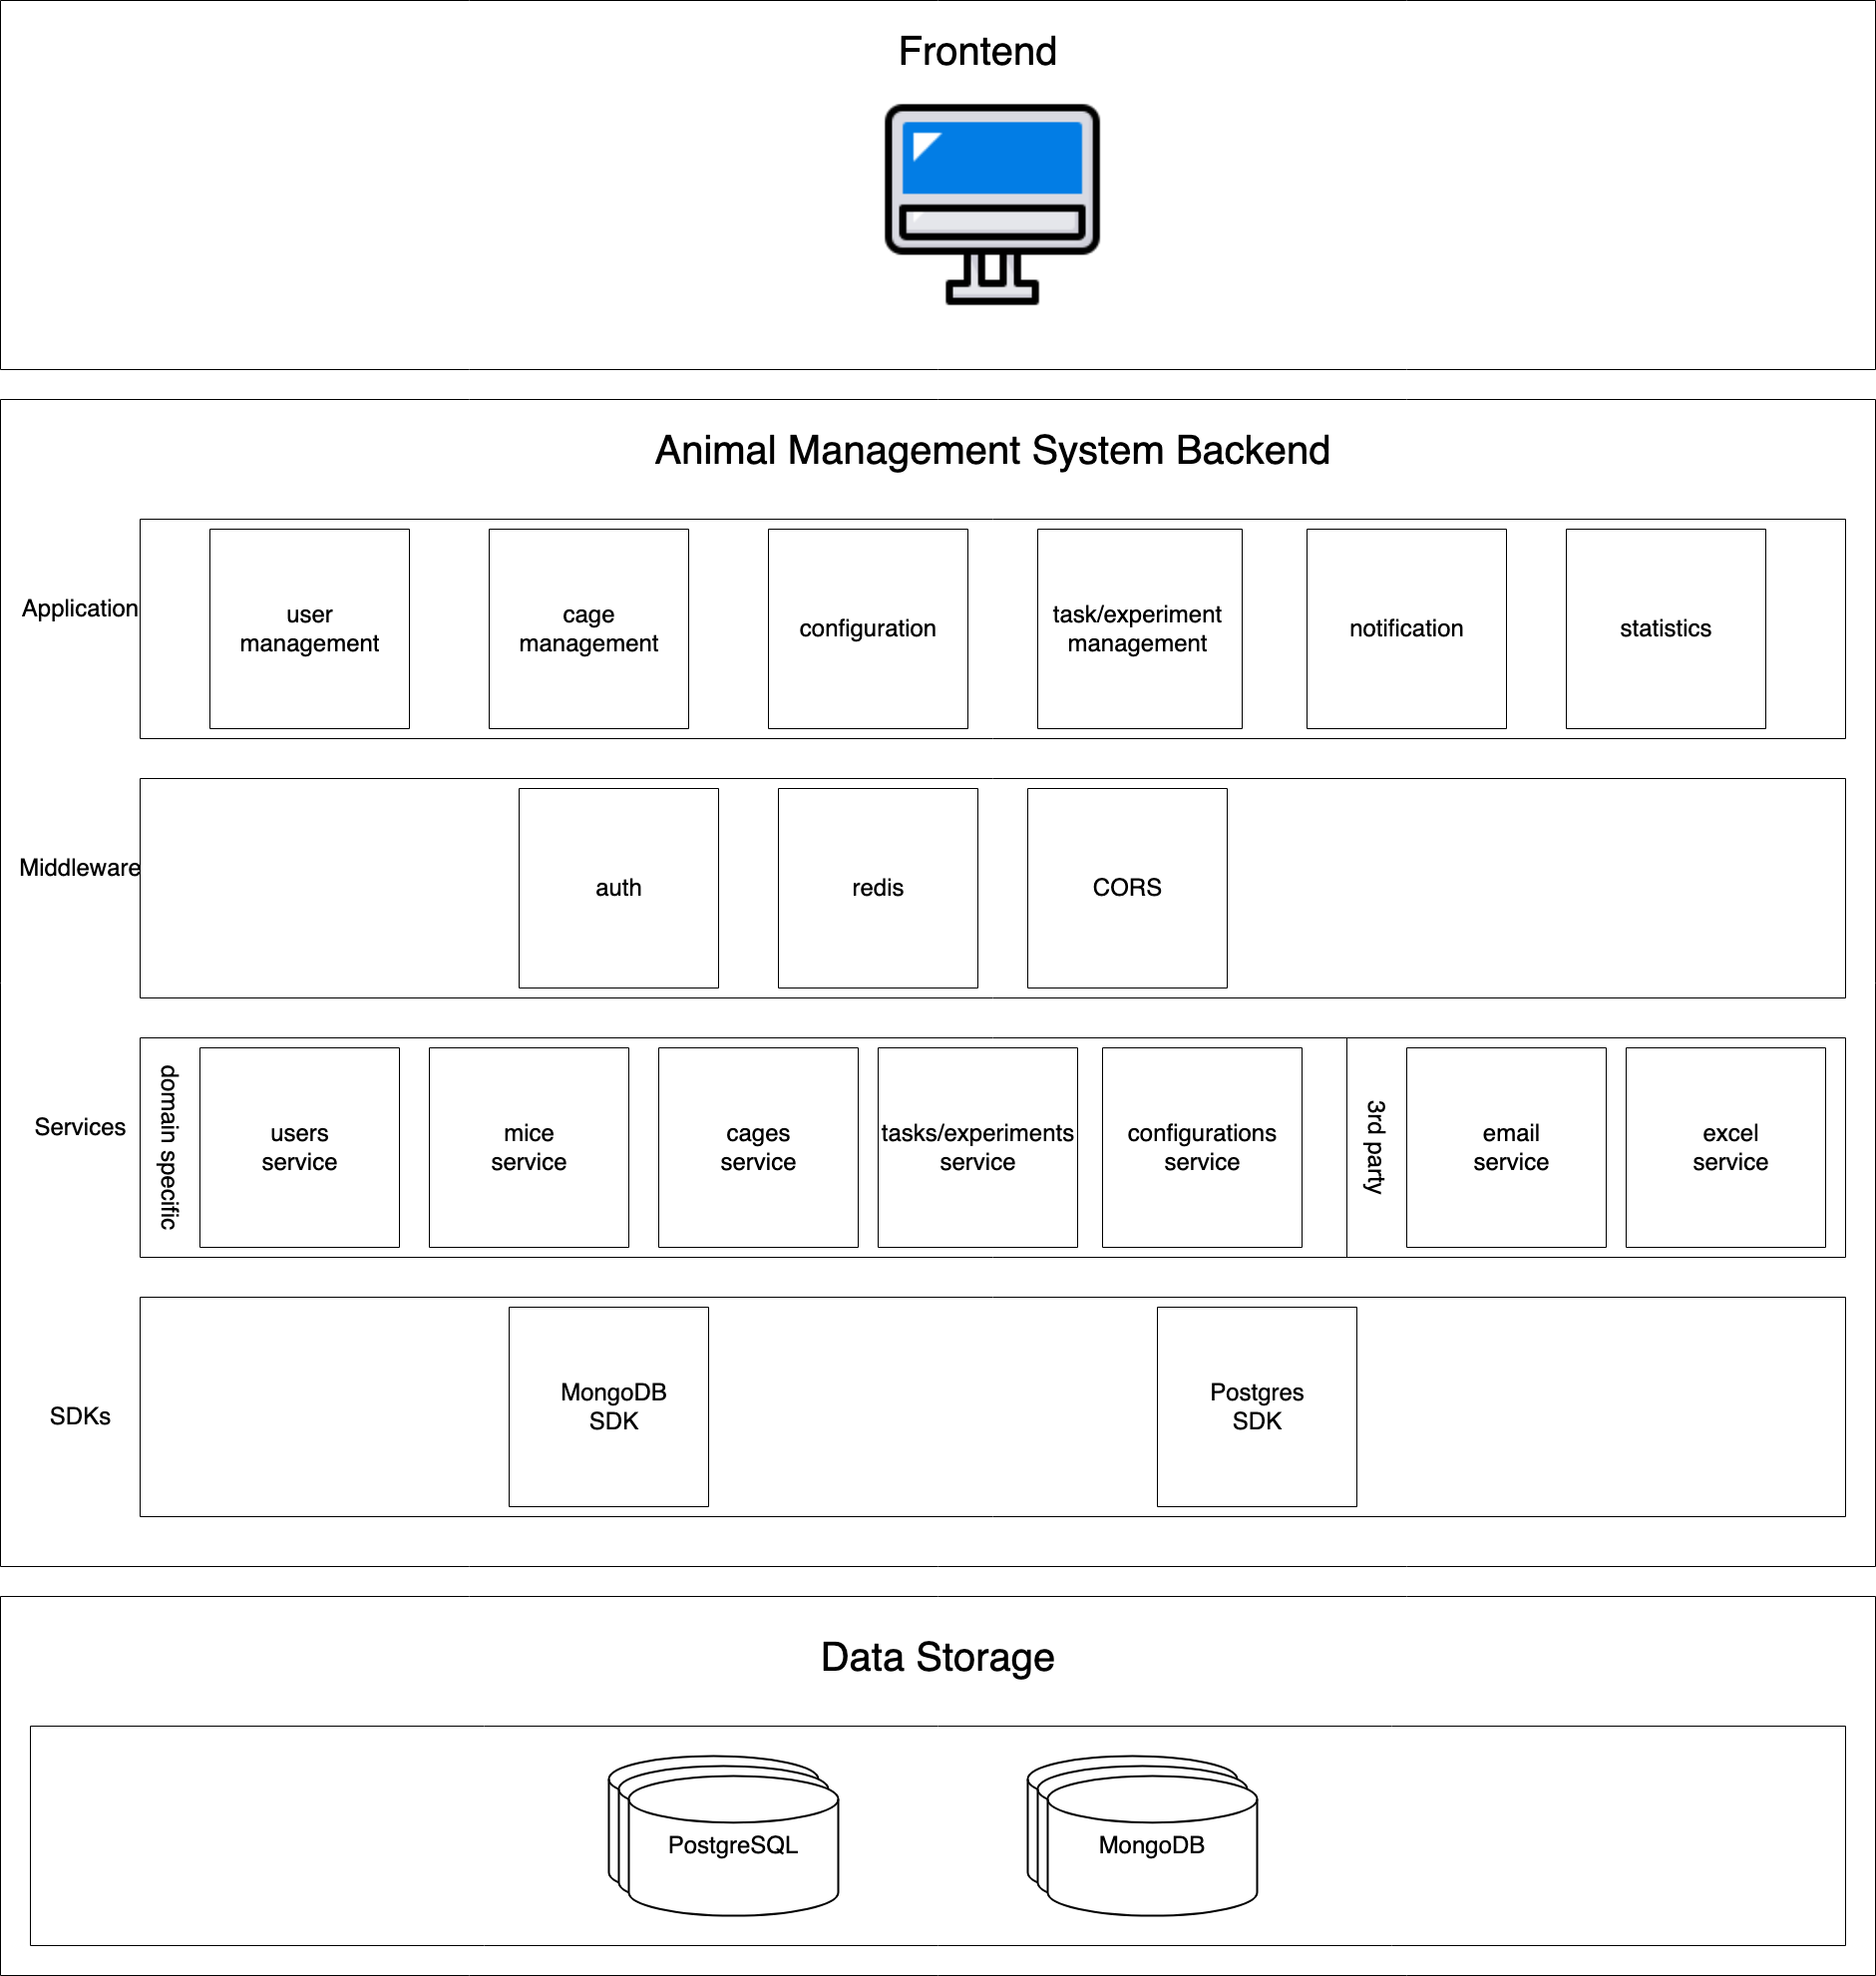 Frontend
Animal Management System Backend
Application
user
management
cage
management
configuration
task/experiment
management
notification
statistics
Middleware
auth
redis
CORS
Services
domain specific
users
service
mice
service
cages
service
tasks/experiments
service
configurations
service
3rd party
email
service
excel
service
SDKs
MongoDB
SDK
Postgres
SDK
Data Storage
PostgreSQL
MongoDB